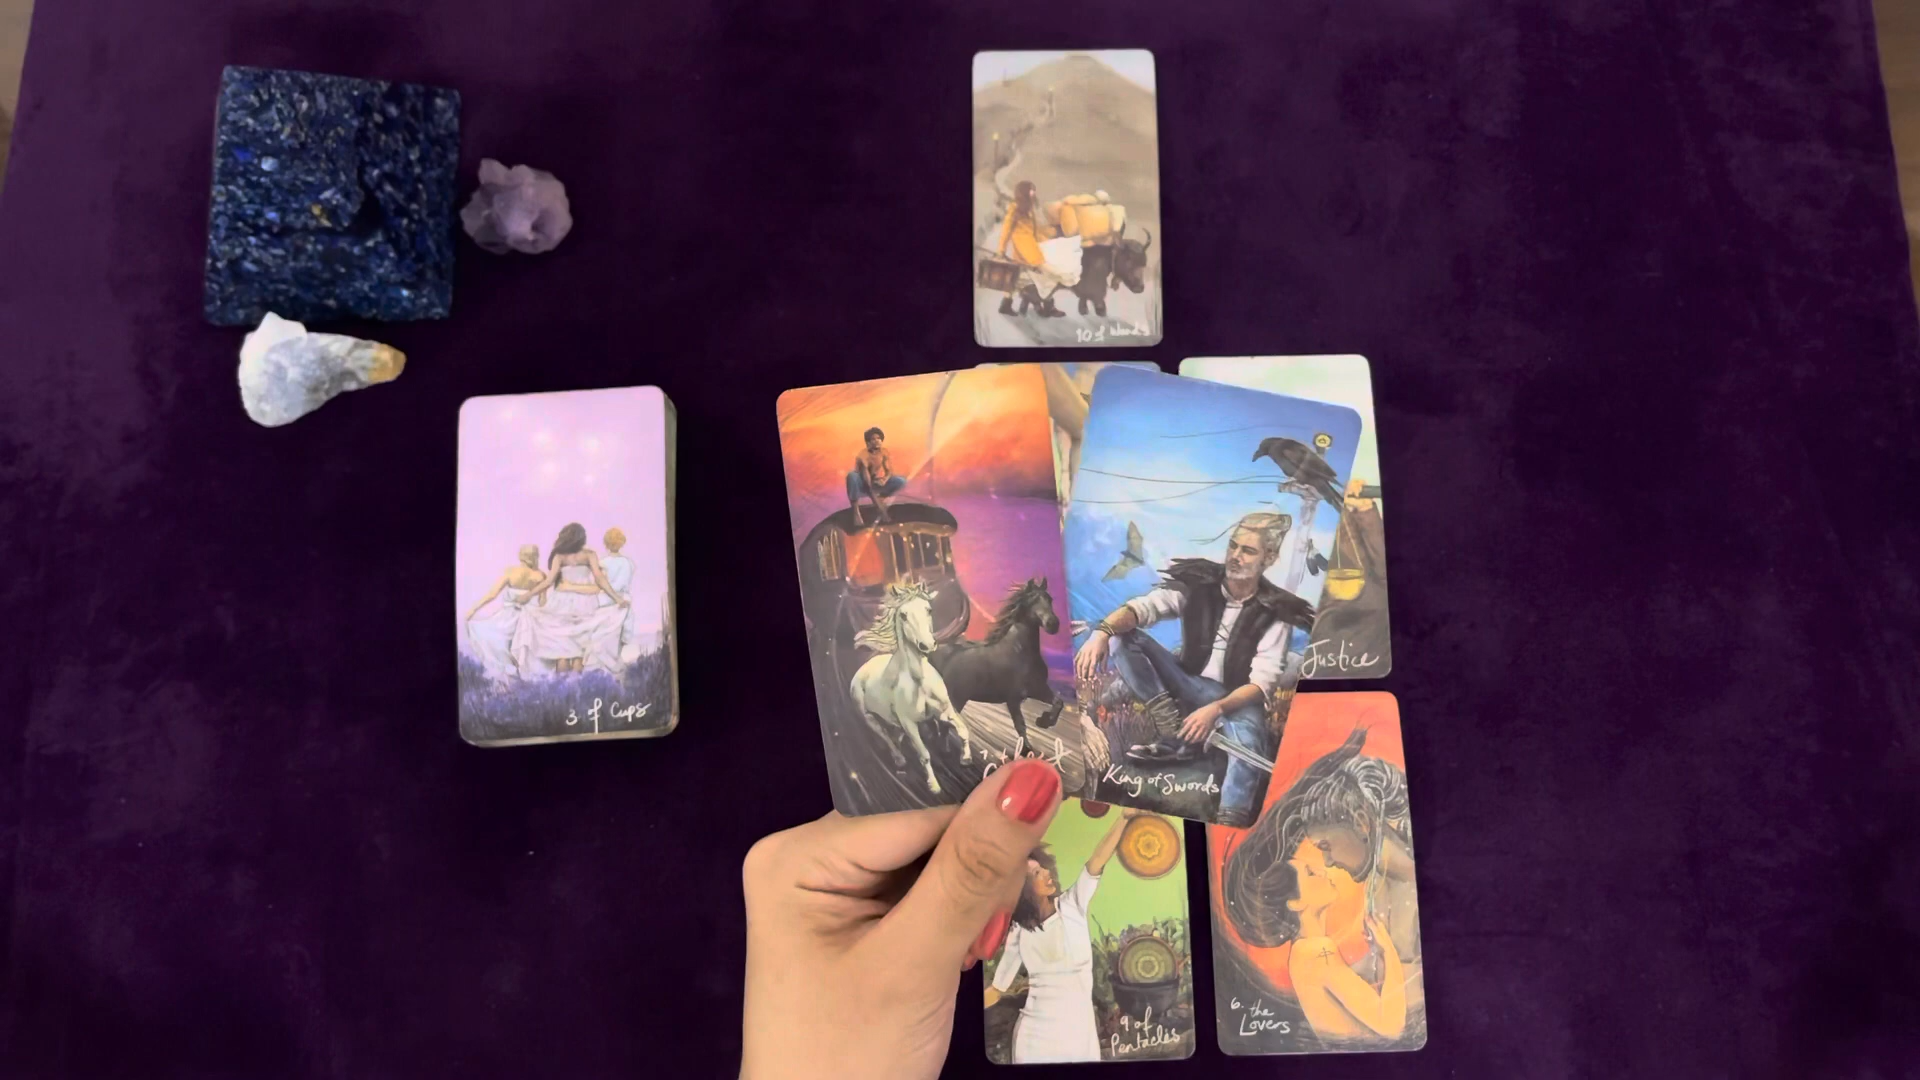 10 of Wands
3 of Cups
King of Swords
Justice
9 of
Pentacles
6. the
Lovers